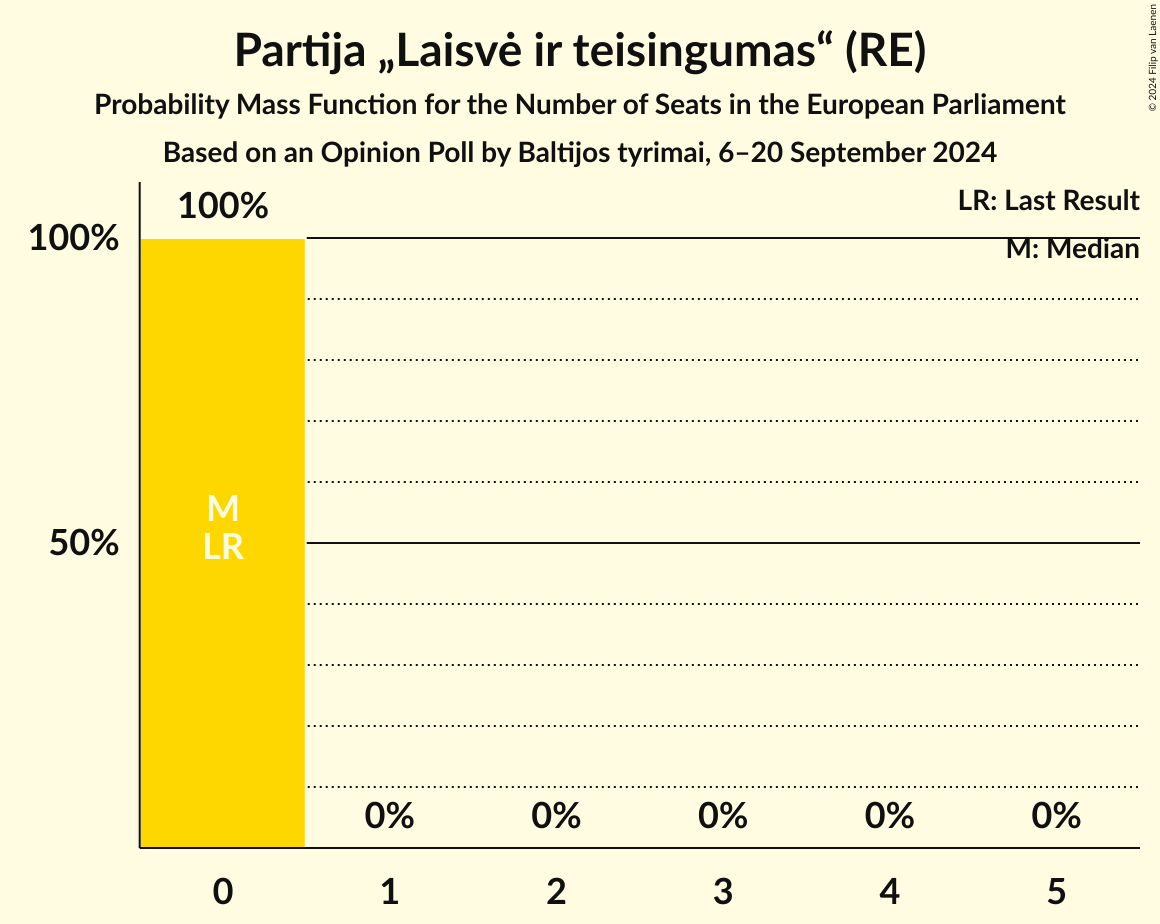 Partija „Laisvė ir teisingumas“ (RE)
Probability Mass Function for the Number of Seats in the European Parliament
Based on an Opinion Poll by Baltijos tyrimai, 6–20 September 2024
© 2024 Filip van Laenen
LR: Last Result
M: Median
100%
100%
50%
M
LR
0% 0% 0% 0% 0%
0 1 2 3 4 5